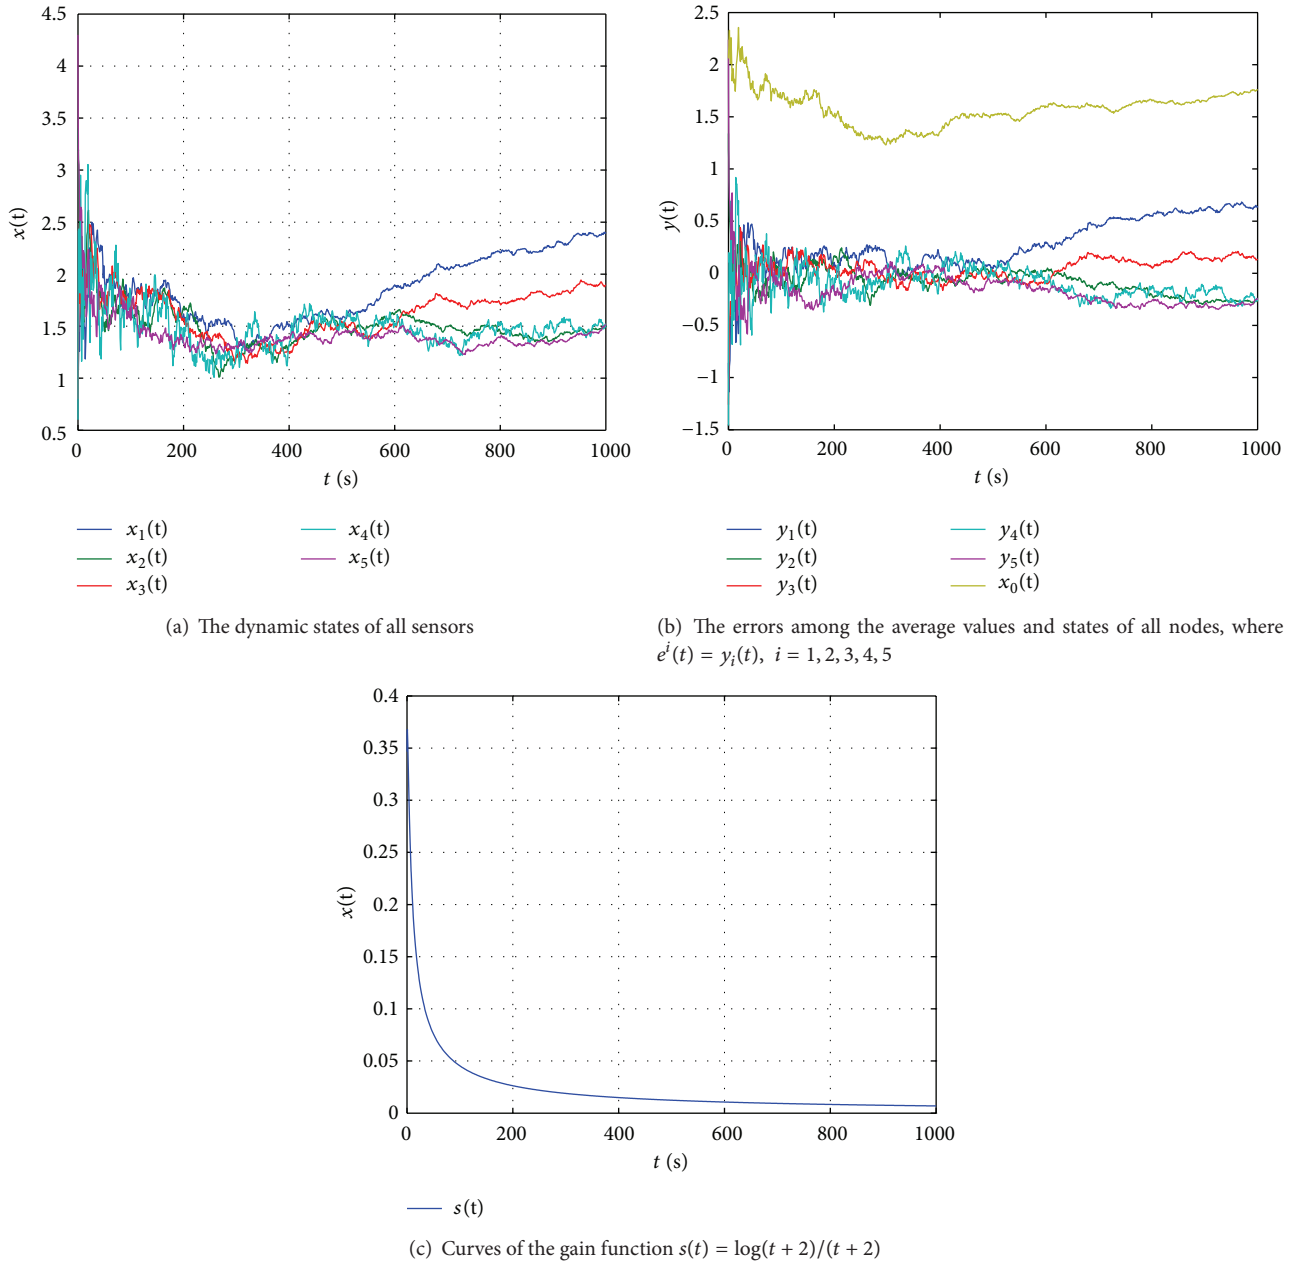 4.5
4
3.5
3
2.5
2
1.5
1
0.5
x(t)
0 200 400 600 800 1000
t (s)
x1(t) x4(t)
x2(t) x5(t)
x3(t)
(a) The dynamic states of all sensors
2.5
2
1.5
1
0.5
0
−0.5
−1
−1.5
y(t)
0 200 400 600 800 1000
t (s)
y1(t) y4(t)
y2(t) y5(t)
y3(t) x0(t)
(b) The errors among the average values and states of all nodes, where
e^i(t) = y_i(t), i = 1, 2, 3, 4, 5
0.4
0.35
0.3
0.25
0.2
0.15
0.1
0.05
0
x(t)
0 200 400 600 800 1000
t (s)
s(t)
(c) Curves of the gain function s(t) = log(t + 2)/(t + 2)